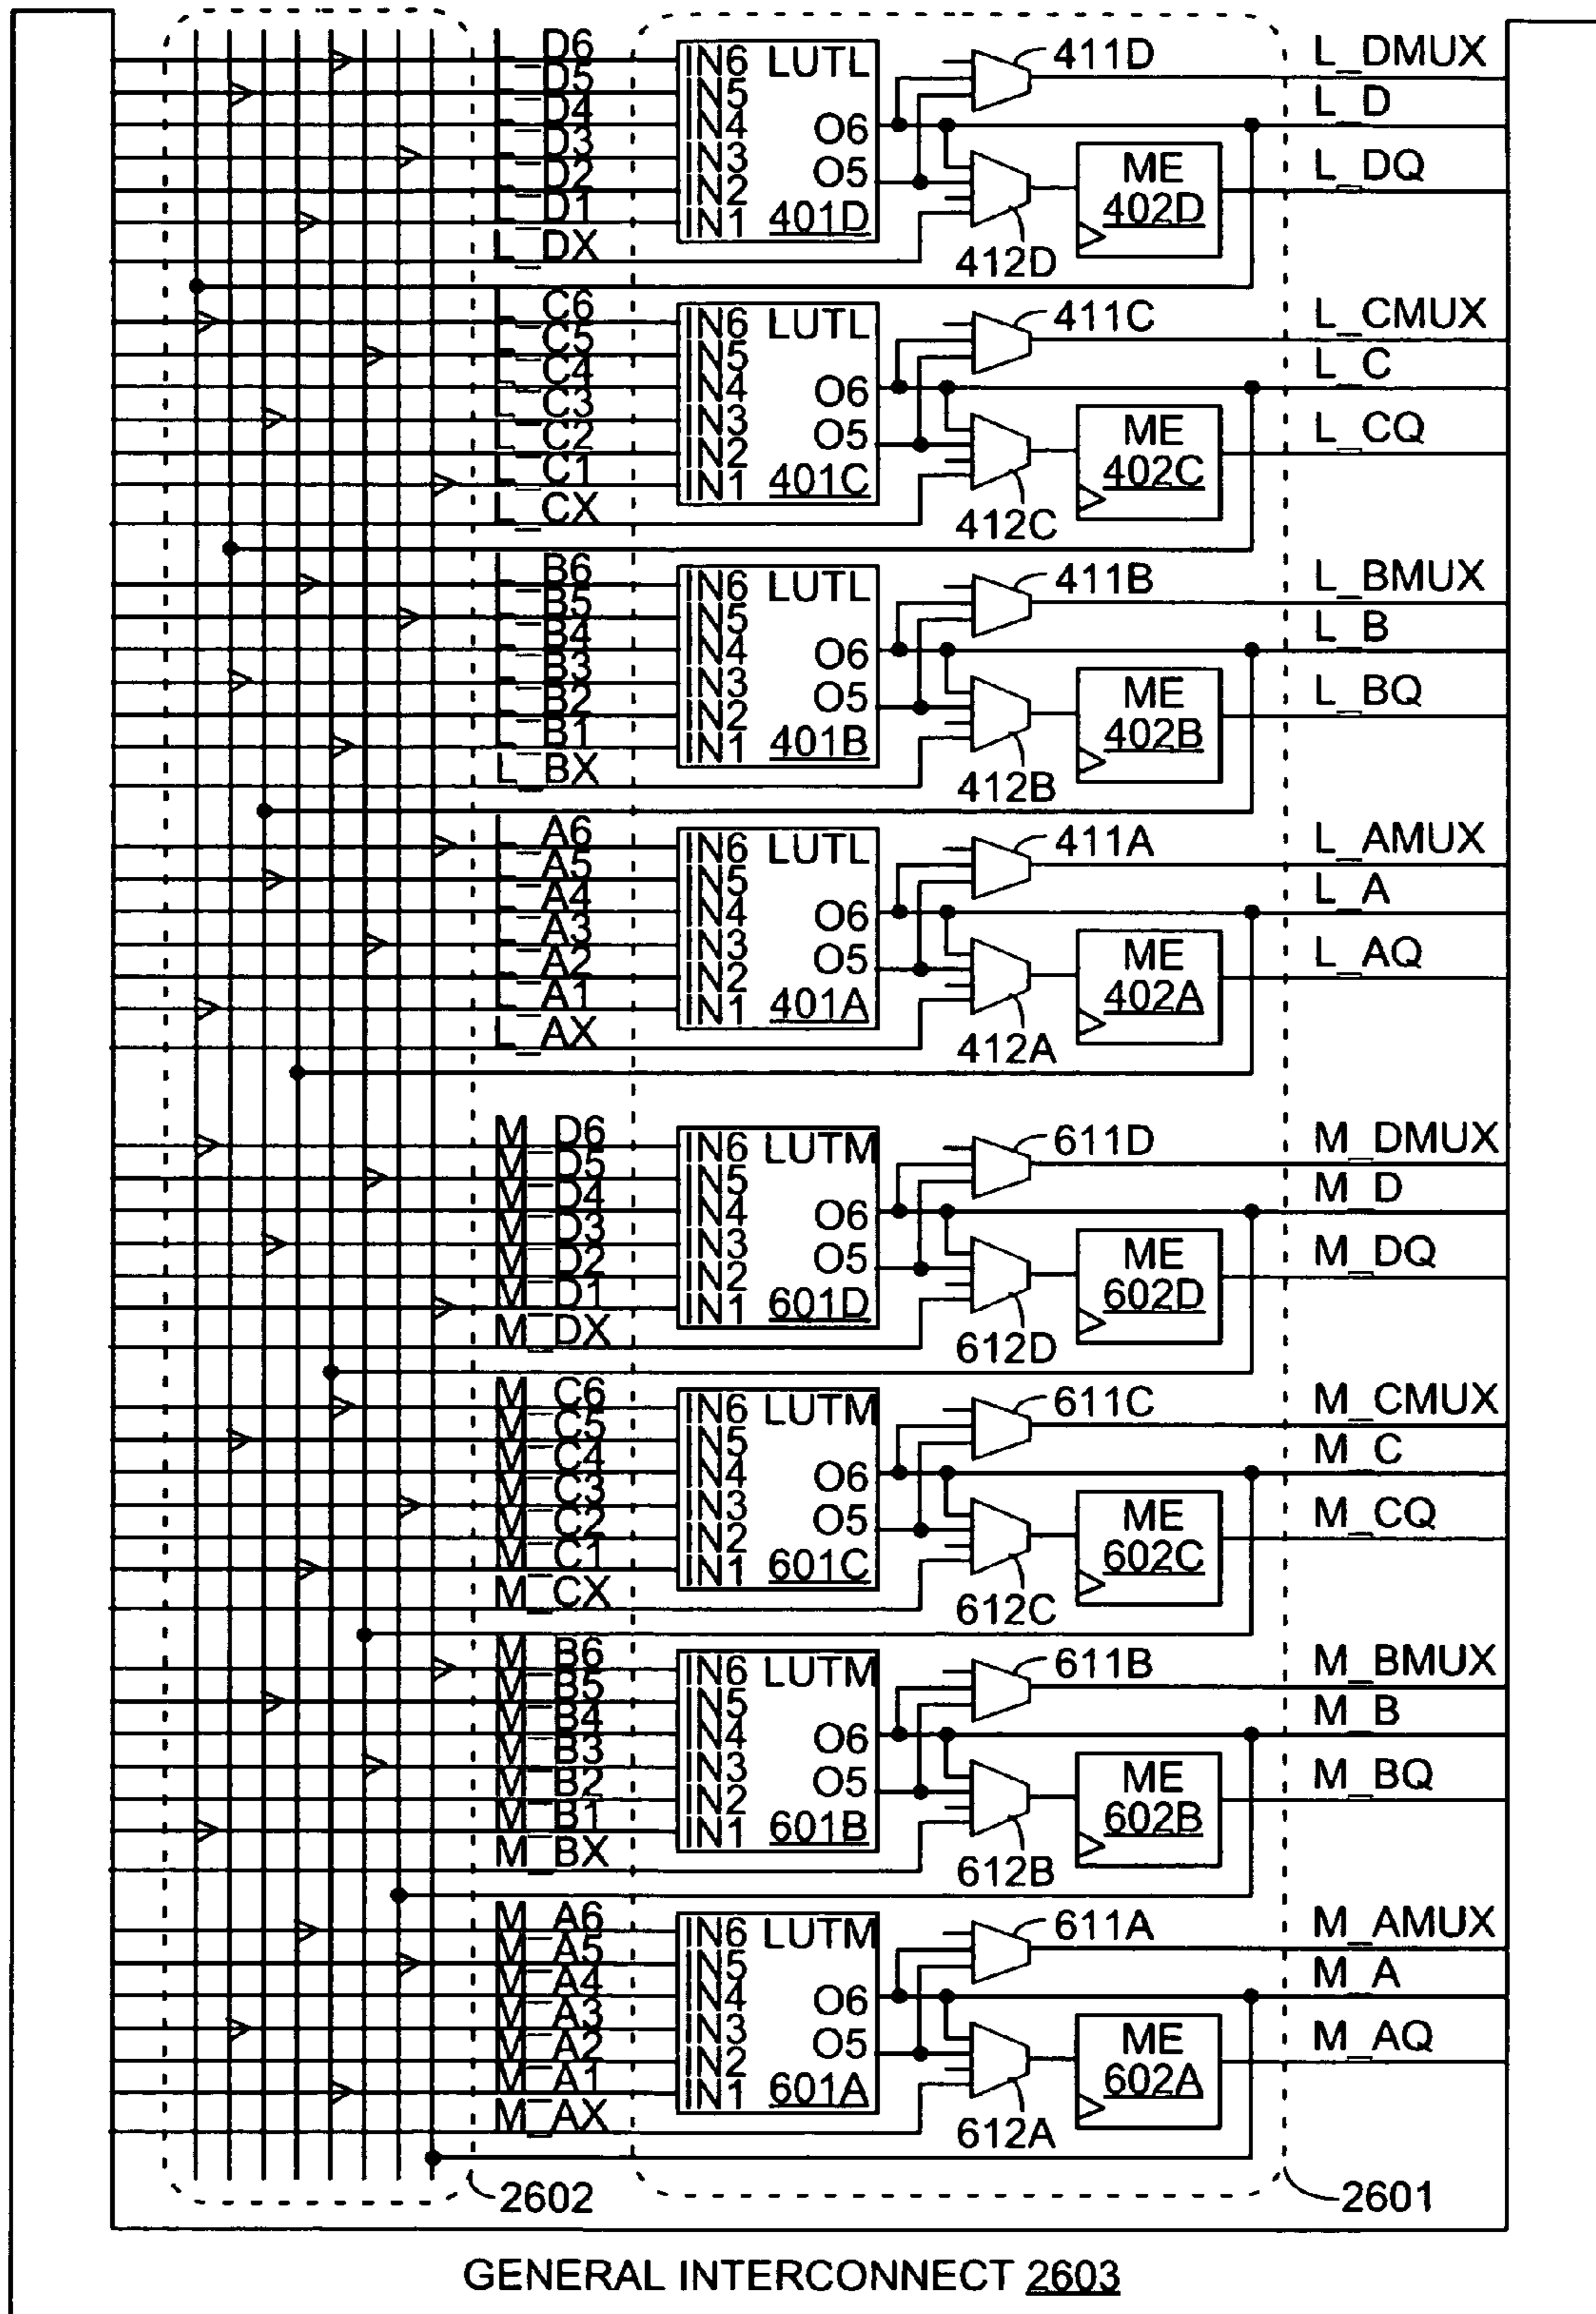 L_D6 IN6 LUTL 411D L_DMUX
L_D5 IN5
L_D4 IN4 O6 L_D
L_D3 IN3
L_D2 IN2 O5 ME L_DQ
L_D1 IN1 401D 402D
L_DX 412D
L_C6 IN6 LUTL 411C L_CMUX
L_C5 IN5
L_C4 IN4 O6 L_C
L_C3 IN3
L_C2 IN2 O5 ME L_CQ
L_C1 IN1 401C 402C
L_CX 412C
L_B6 IN6 LUTL 411B L_BMUX
L_B5 IN5
L_B4 IN4 O6 L_B
L_B3 IN3
L_B2 IN2 O5 ME L_BQ
L_B1 IN1 401B 402B
L_BX 412B
L_A6 IN6 LUTL 411A L_AMUX
L_A5 IN5
L_A4 IN4 O6 L_A
L_A3 IN3
L_A2 IN2 O5 ME L_AQ
L_A1 IN1 401A 402A
L_AX 412A
M_D6 IN6 LUTM 611D M_DMUX
M_D5 IN5
M_D4 IN4 O6 M_D
M_D3 IN3
M_D2 IN2 O5 ME M_DQ
M_D1 IN1 601D 602D
M_DX 612D
M_C6 IN6 LUTM 611C M_CMUX
M_C5 IN5
M_C4 IN4 O6 M_C
M_C3 IN3
M_C2 IN2 O5 ME M_CQ
M_C1 IN1 601C 602C
M_CX 612C
M_B6 IN6 LUTM 611B M_BMUX
M_B5 IN5
M_B4 IN4 O6 M_B
M_B3 IN3
M_B2 IN2 O5 ME M_BQ
M_B1 IN1 601B 602B
M_BX 612B
M_A6 IN6 LUTM 611A M_AMUX
M_A5 IN5
M_A4 IN4 O6 M_A
M_A3 IN3
M_A2 IN2 O5 ME M_AQ
M_A1 IN1 601A 602A
M_AX 612A
2602 2601
GENERAL INTERCONNECT 2603